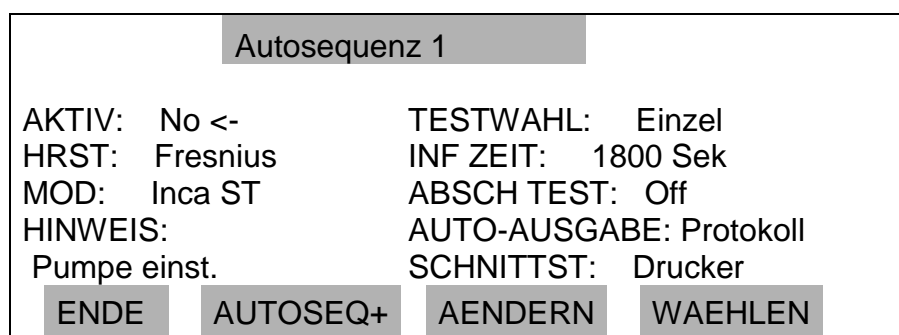 Autosequenz 1
AKTIV: No <- TESTWAHL: Einzel
HRST: Fresnius INF ZEIT: 1800 Sek
MOD: Inca ST ABSCH TEST: Off
HINWEIS: AUTO-AUSGABE: Protokoll
Pumpe einst. SCHNITTST: Drucker
ENDE AUTOSEQ+ AENDERN WAEHLEN